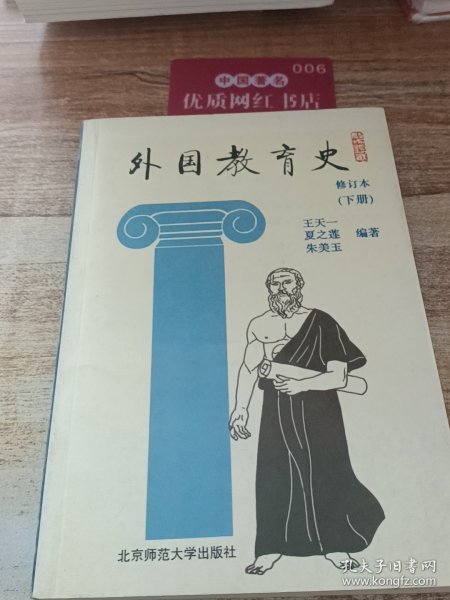 006
中国著名
优质网红书店
外国教育史
修订本
(下册)
王天一
夏之莲 编著
朱美玉
北京师范大学出版社
孔夫子旧书网
www.kongfz.com